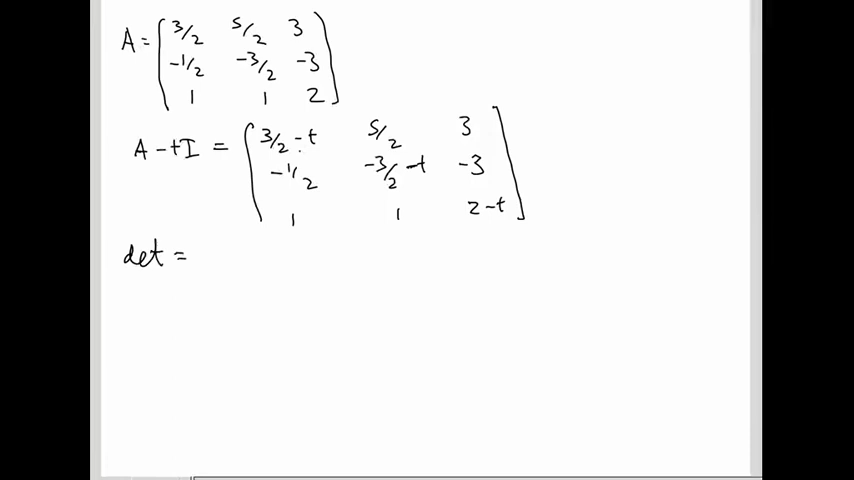 A = ( 3/2 5/2 3
-1/2 -3/2 -3
1 1 2 )
A - tI = ( 3/2 - t 5/2 3
-1/2 -3/2 - t -3
1 1 2 - t )
det =